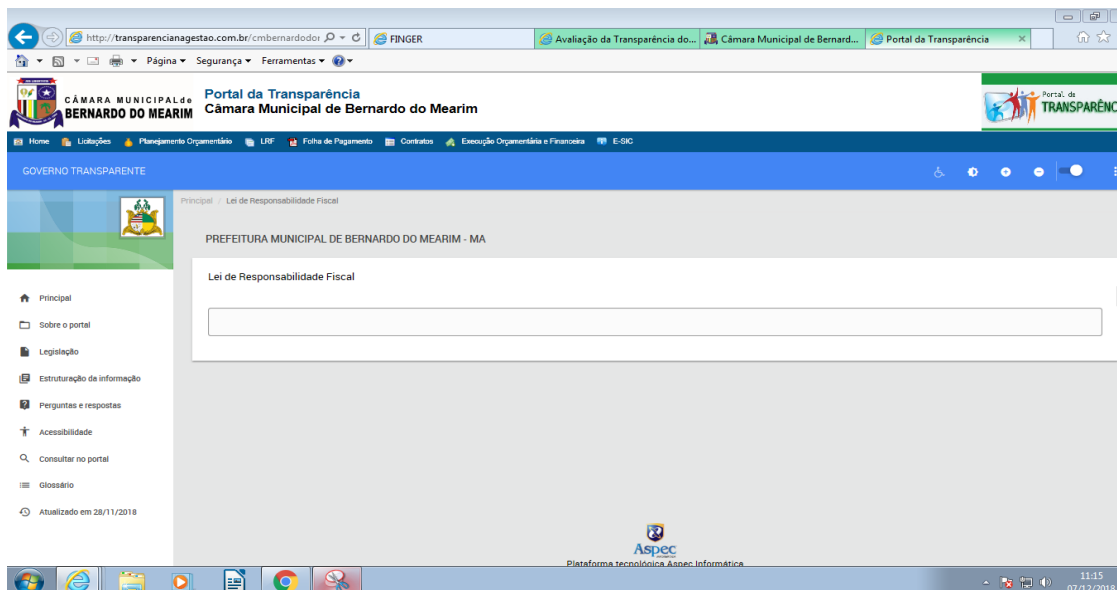 http://transparencianagestao.com.br/cmbernardodor
FINGER
Avaliação da Transparência do...
Câmara Municipal de Bernard...
Portal da Transparência
Página
Segurança
Ferramentas
CÂMARA MUNICIPAL de
BERNARDO DO MEARIM
Portal da Transparência
Câmara Municipal de Bernardo do Mearim
Portal de
TRANSPARÊNC
Home
Licitações
Planejamento Orçamentário
LRF
Folha de Pagamento
Contratos
Execução Orçamentária e Financeira
E-SIC
GOVERNO TRANSPARENTE
Principal / Lei de Responsabilidade Fiscal
PREFEITURA MUNICIPAL DE BERNARDO DO MEARIM - MA
Lei de Responsabilidade Fiscal
Principal
Sobre o portal
Legislação
Estruturação da informação
Perguntas e respostas
Acessibilidade
Consultar no portal
Glossário
Atualizado em 28/11/2018
Aspec
Plataforma tecnológica Aspec Informática
11:15
07/12/2018